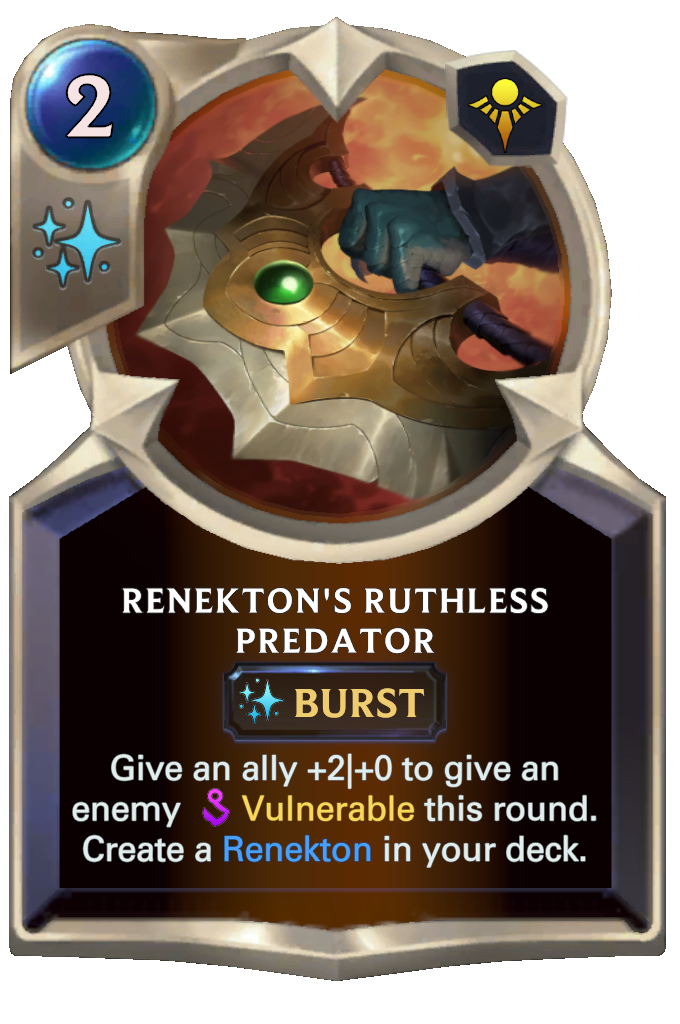 2
RENEKTON'S RUTHLESS
PREDATOR
BURST
Give an ally +2|+0 to give an
enemy Vulnerable this round.
Create a Renekton in your deck.